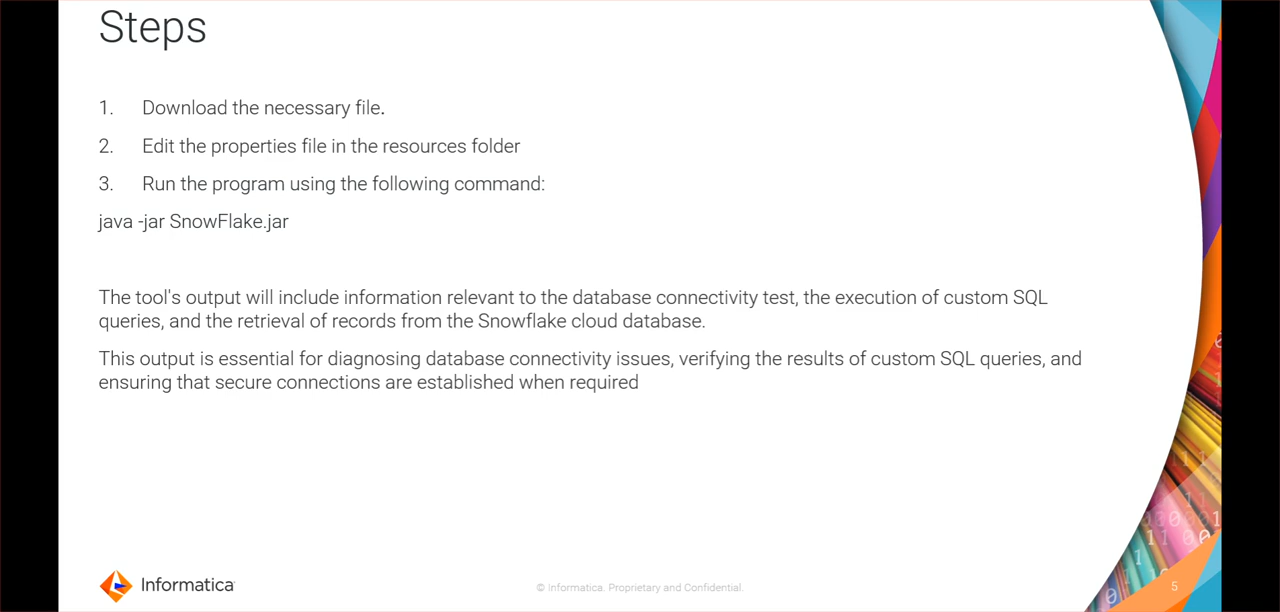 Steps
1. Download the necessary file.
2. Edit the properties file in the resources folder
3. Run the program using the following command:
java -jar SnowFlake.jar
The tool's output will include information relevant to the database connectivity test, the execution of custom SQL
queries, and the retrieval of records from the Snowflake cloud database.
This output is essential for diagnosing database connectivity issues, verifying the results of custom SQL queries, and
ensuring that secure connections are established when required
Informatica
© Informatica. Proprietary and Confidential.
5